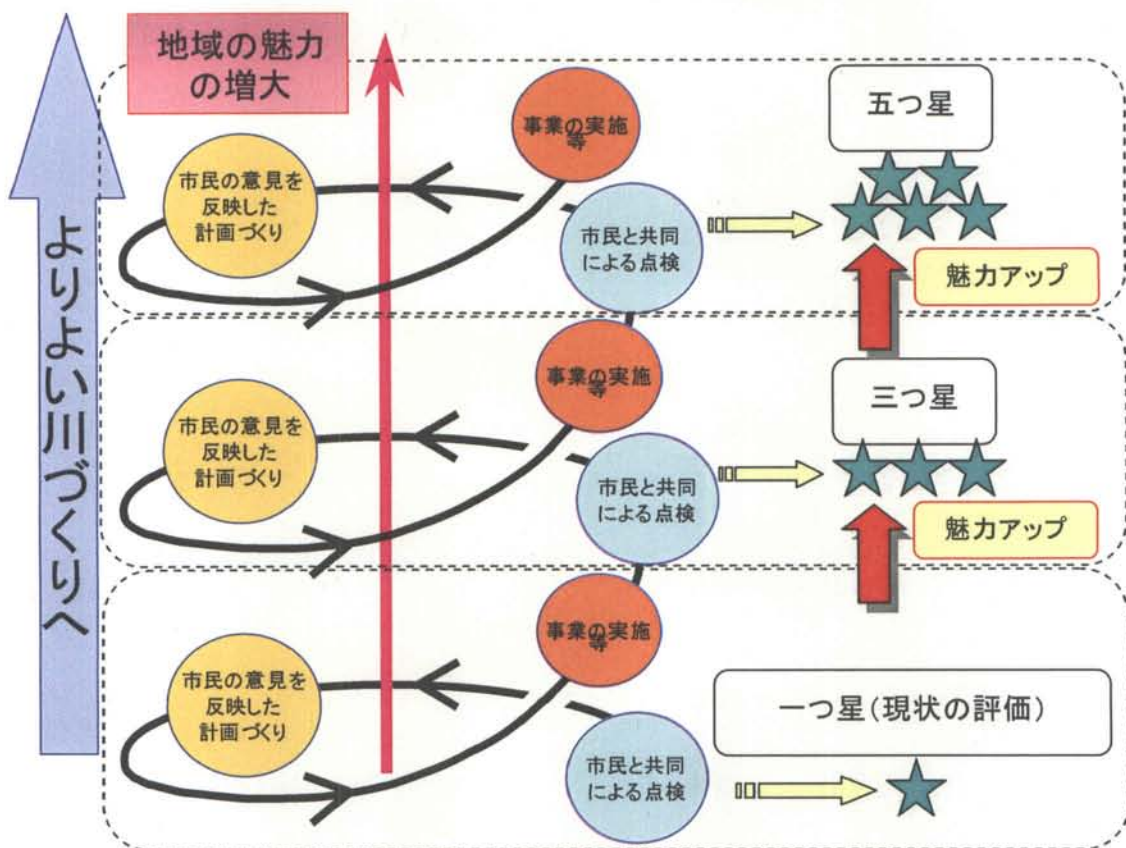 地域の魅力
の増大
よりよい川づくりへ
事業の実施
等
市民の意見を
反映した
計画づくり
市民と共同
による点検
五つ星
魅力アップ
事業の実施
等
市民の意見を
反映した
計画づくり
市民と共同
による点検
三つ星
魅力アップ
事業の実施
等
市民の意見を
反映した
計画づくり
市民と共同
による点検
一つ星(現状の評価)